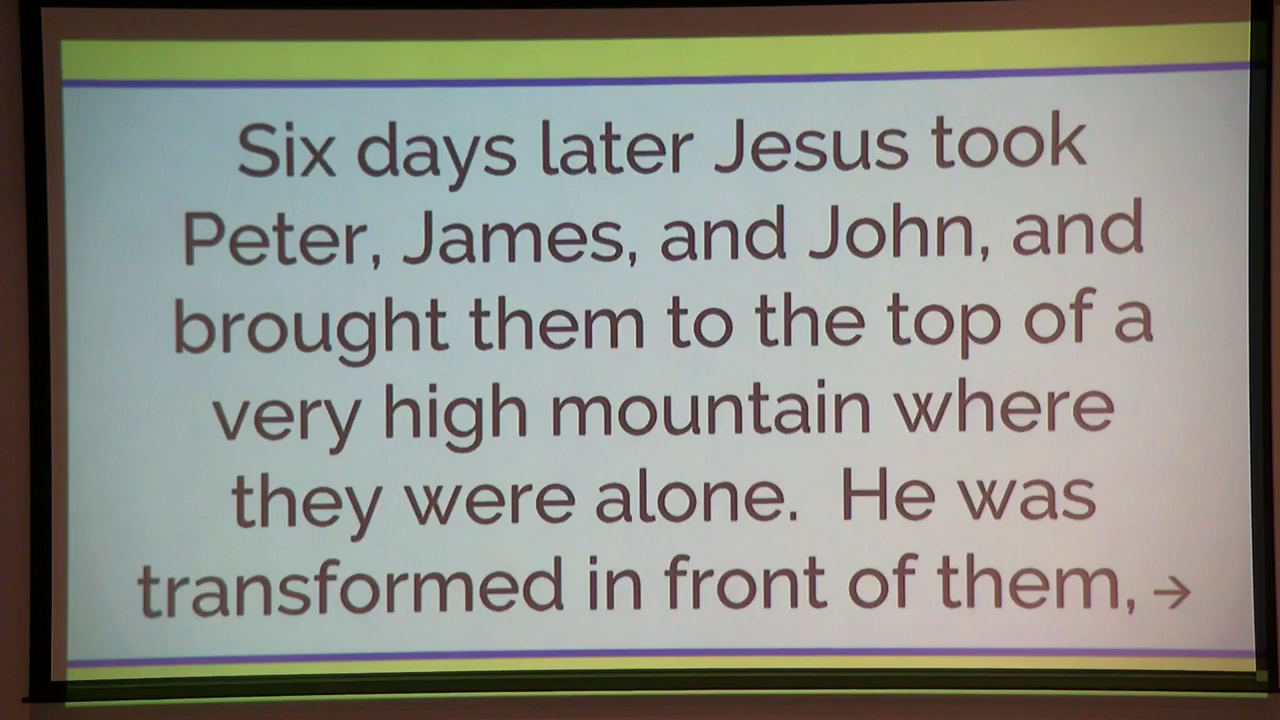 Six days later Jesus took
Peter, James, and John, and
brought them to the top of a
very high mountain where
they were alone.  He was
transformed in front of them, →